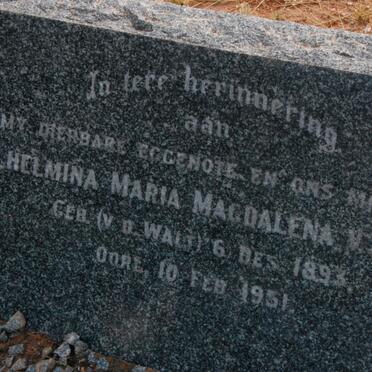 In tere herinnering
aan
MY DIERBARE EGGENOTE EN ONS
HELMINA MARIA MAGDALENA V
GEB. (V.D. WALT) 6. DES. 1893.
OORL. 10 FEB 1951.